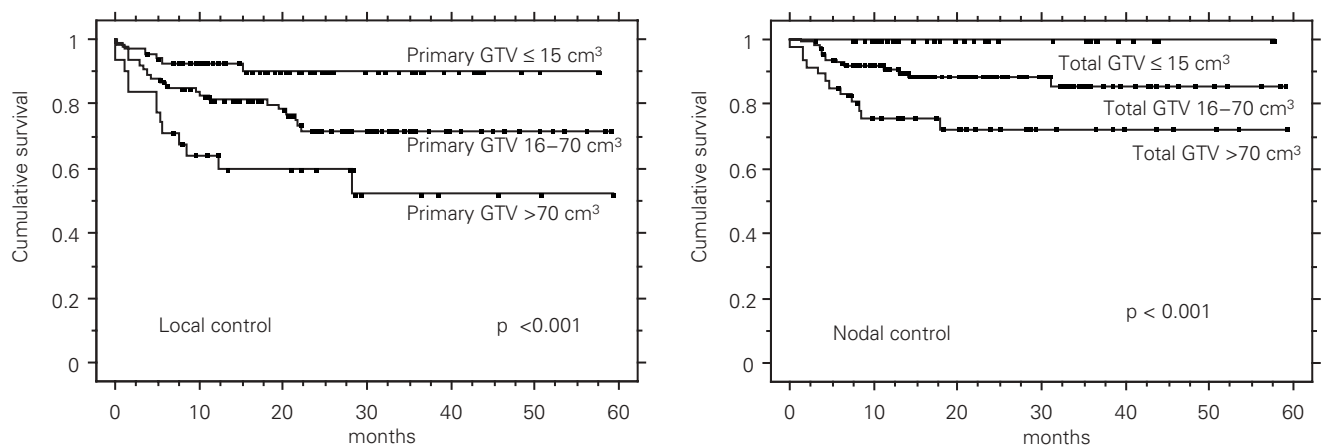 Cumulative survival
1
0.8
0.6
0.4
0.2
0
Primary GTV ≤ 15 cm³
Primary GTV 16–70 cm³
Primary GTV >70 cm³
Local control
p <0.001
0 10 20 30 40 50 60
months
Cumulative survival
1
0.8
0.6
0.4
0.2
0
Total GTV ≤ 15 cm³
Total GTV 16–70 cm³
Total GTV >70 cm³
p < 0.001
Nodal control
0 10 20 30 40 50 60
months